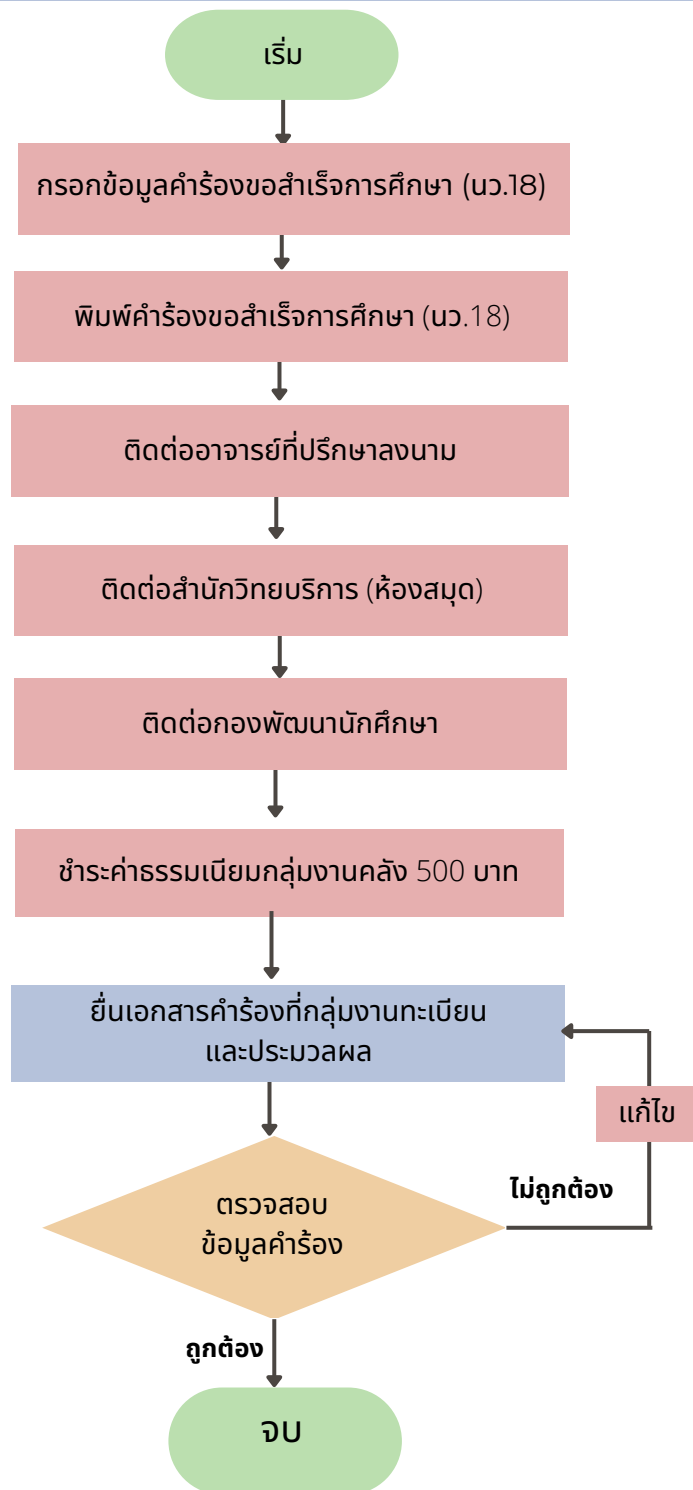 เริ่ม
กรอกข้อมูลคำร้องขอสำเร็จการศึกษา (นว.18)
พิมพ์คำร้องขอสำเร็จการศึกษา (นว.18)
ติดต่ออาจารย์ที่ปรึกษาลงนาม
ติดต่อสำนักวิทยบริการ (ห้องสมุด)
ติดต่อกองพัฒนานักศึกษา
ชำระค่าธรรมเนียมกลุ่มงานคลัง 500 บาท
ยื่นเอกสารคำร้องที่กลุ่มงานทะเบียน
และประมวลผล
แก้ไข
ไม่ถูกต้อง
ตรวจสอบ
ข้อมูลคำร้อง
ถูกต้อง
จบ